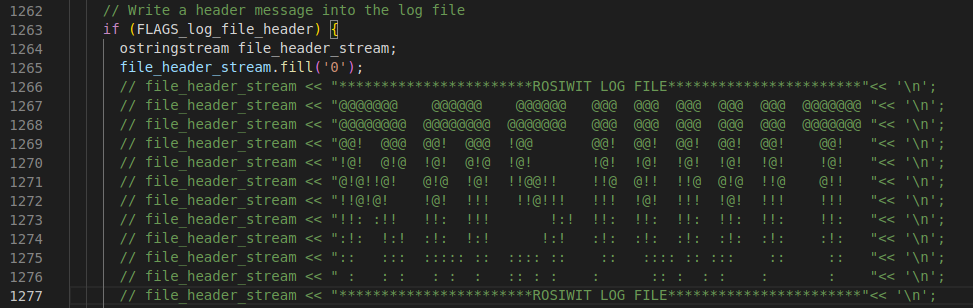 1262 // Write a header message into the log file
1263 if (FLAGS_log_file_header) {
1264 ostringstream file_header_stream;
1265 file_header_stream.fill('0');
1266 // file_header_stream << "***********************ROSIWIT LOG FILE***********************"<< '\n';
1267 // file_header_stream << "@@@@@@@    @@@@@@    @@@@@@   @@@  @@@  @@@  @@@  @@@  @@@@@@@ "<< '\n';
1268 // file_header_stream << "@@@@@@@@  @@@@@@@@  @@@@@@@   @@@  @@@  @@@  @@@  @@@  @@@@@@@ "<< '\n';
1269 // file_header_stream << "@@!  @@@  @@!  @@@  !@@       @@!  @@!  @@!  @@!  @@!    @@!   "<< '\n';
1270 // file_header_stream << "!@!  @!@  !@!  @!@  !@!       !@!  !@!  !@!  !@!  !@!    !@!   "<< '\n';
1271 // file_header_stream << "@!@!!@!   @!@  !@!  !!@@!!    !!@  @!!  !!@  @!@  !!@    @!!   "<< '\n';
1272 // file_header_stream << "!!@!@!    !@!  !!!   !!@!!!   !!!  !@!  !!!  !@!  !!!    !!!   "<< '\n';
1273 // file_header_stream << "!!: :!!   !!:  !!!       !:!  !!:  !!:  !!:  !!:  !!:    !!:   "<< '\n';
1274 // file_header_stream << ":!:  !:!  :!:  !:!      !:!   :!:  :!:  :!:  :!:  :!:    :!:   "<< '\n';
1275 // file_header_stream << "::   :::  ::::: ::  :::: ::    ::   :::: :: :::    ::     ::   "<< '\n';
1276 // file_header_stream << " :   : :   : :  :   :: : :    :      :: :  : :    :       :    "<< '\n';
1277 // file_header_stream << "***********************ROSIWIT LOG FILE***********************"<< '\n';